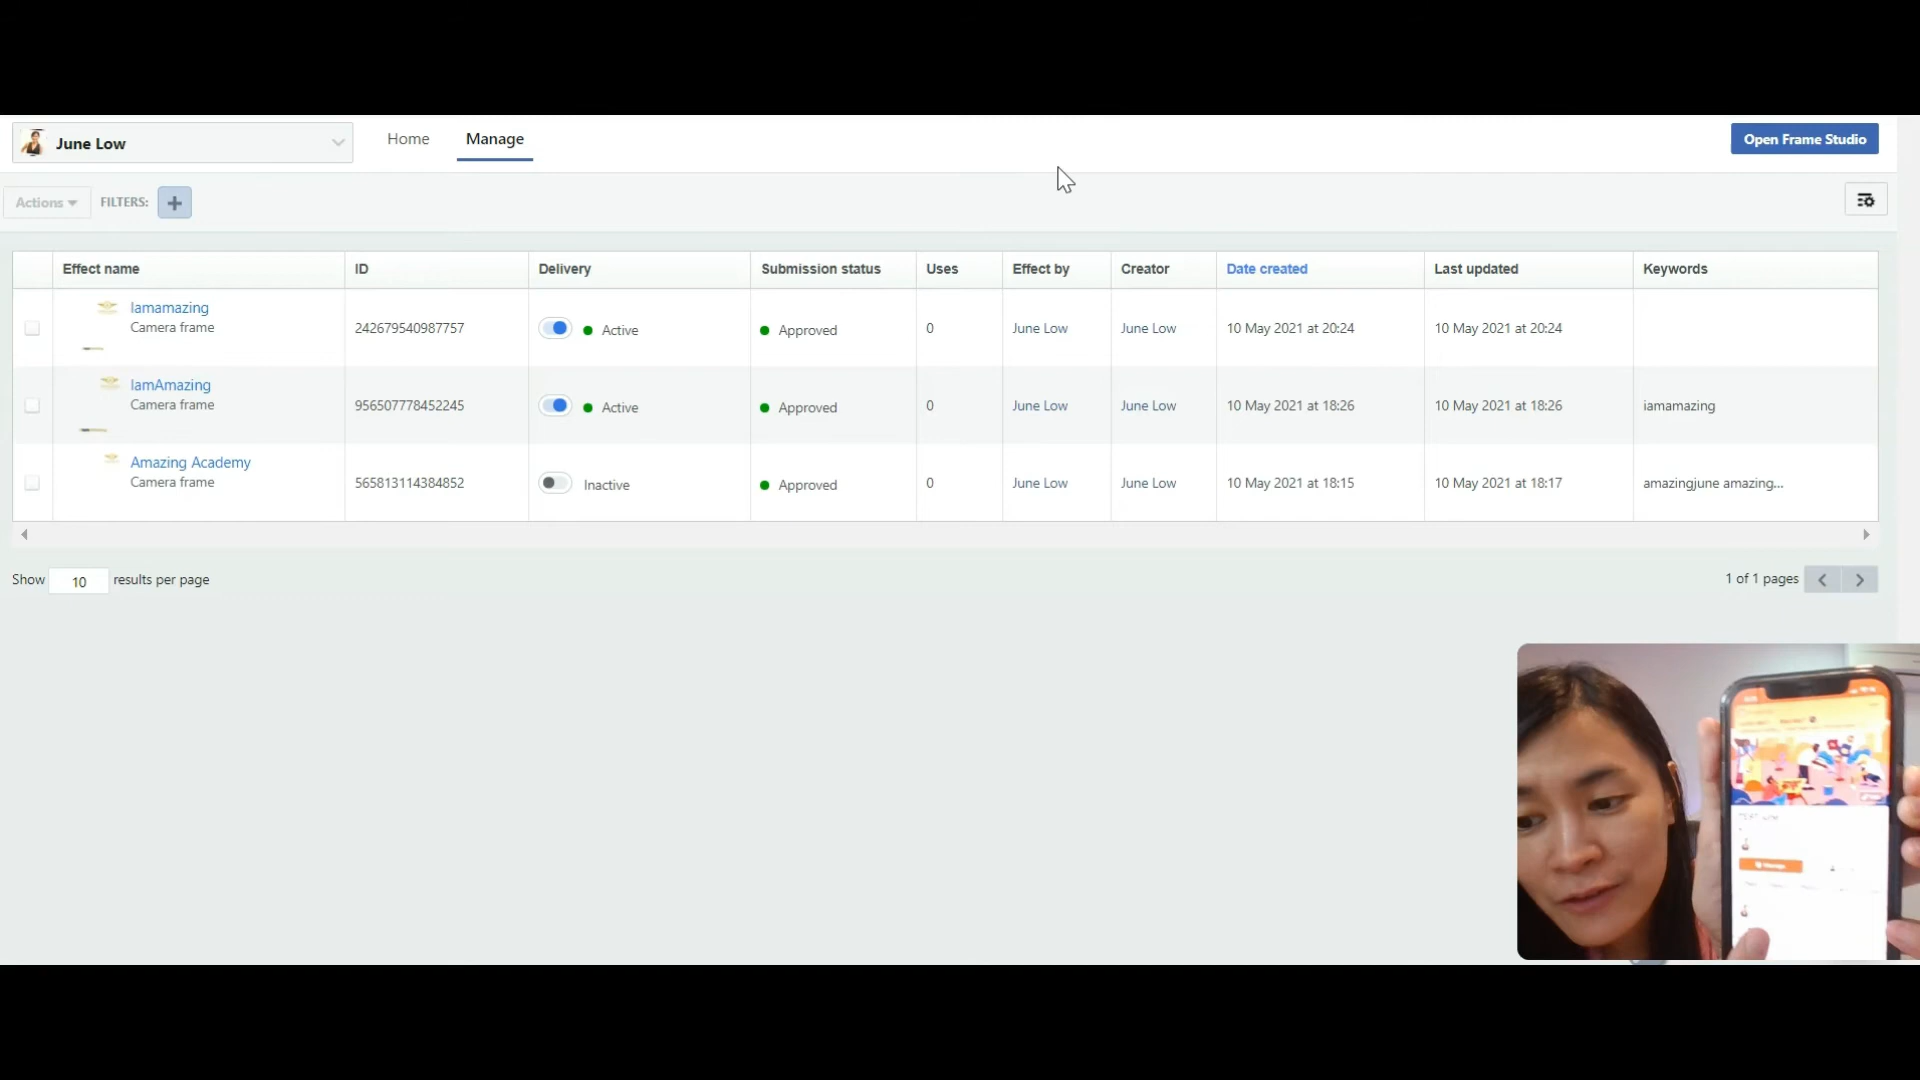 June Low
Home
Manage
Open Frame Studio
Actions
FILTERS:
Effect name ID Delivery Submission status Uses Effect by Creator Date created Last updated Keywords
Iamamazing
Camera frame
242679540987757 Active Approved 0 June Low June Low 10 May 2021 at 20:24 10 May 2021 at 20:24
IamAmazing
Camera frame
956507778452245 Active Approved 0 June Low June Low 10 May 2021 at 18:26 10 May 2021 at 18:26 iamamazing
Amazing Academy
Camera frame
565813114384852 Inactive Approved 0 June Low June Low 10 May 2021 at 18:15 10 May 2021 at 18:17 amazingjune amazing...
Show 10 results per page
1 of 1 pages